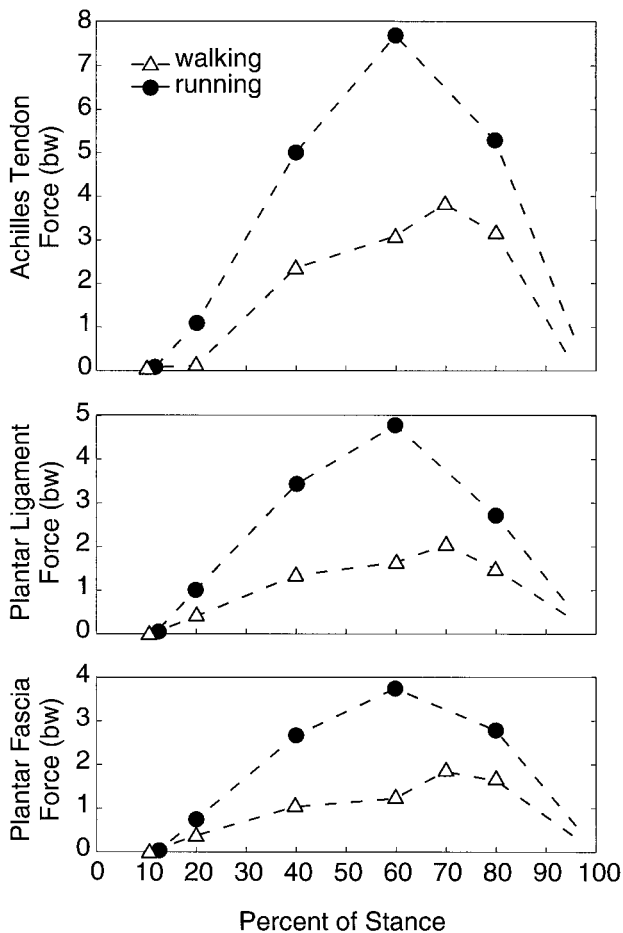 Achilles Tendon
Force (bw)
8
7
6
5
4
3
2
1
0
walking
running
Plantar Ligament
Force (bw)
5
4
3
2
1
0
Plantar Fascia
Force (bw)
4
3
2
1
0
0 10 20 30 40 50 60 70 80 90 100
Percent of Stance